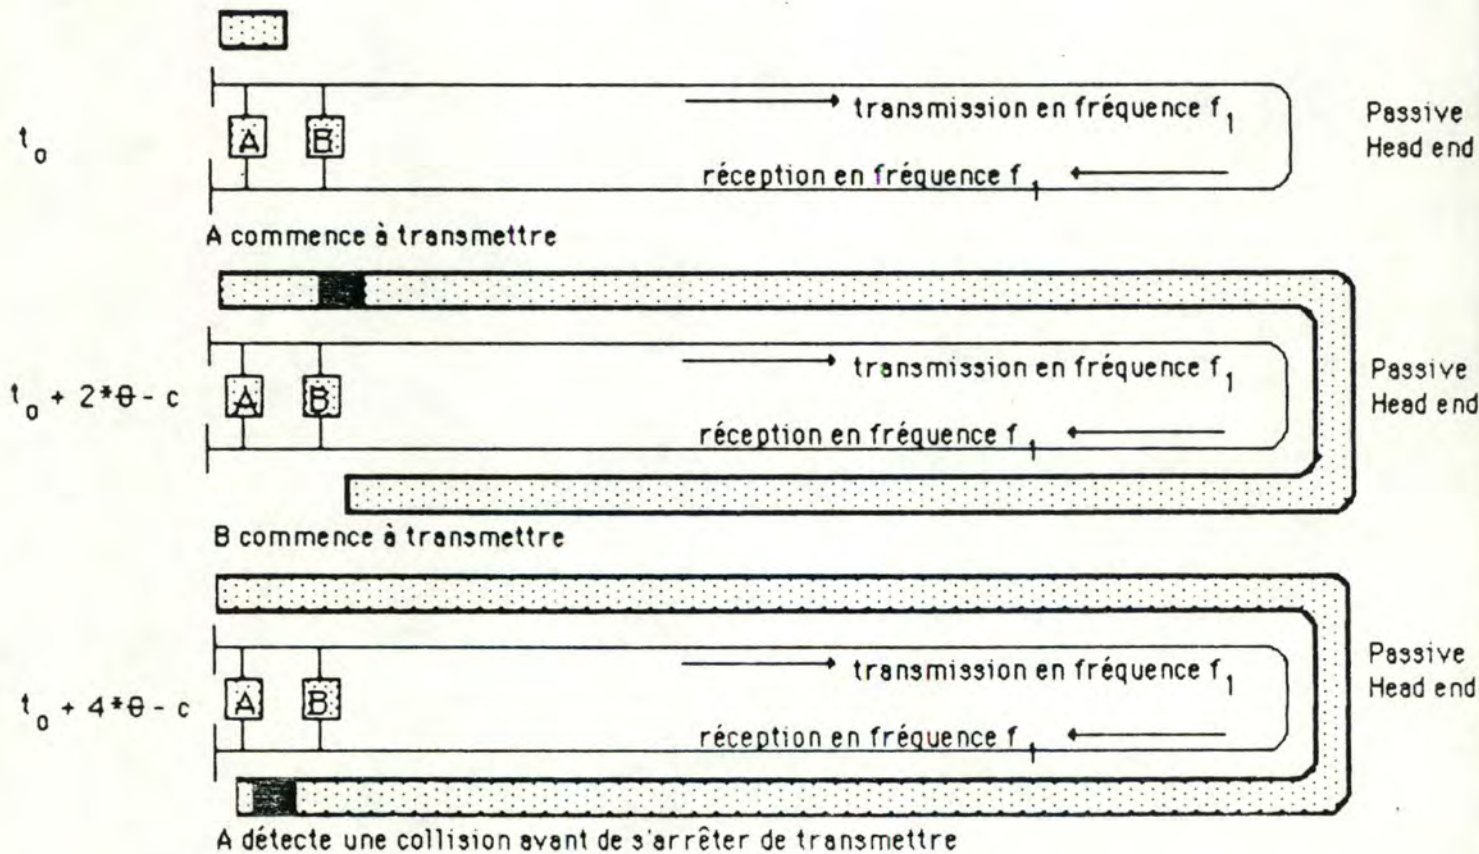 t₀
A
B
transmission en fréquence f₁
réception en fréquence f₁
Passive
Head end
A commence à transmettre
t₀ + 2*θ - c
A
B
transmission en fréquence f₁
réception en fréquence f₁
Passive
Head end
B commence à transmettre
t₀ + 4*θ - c
A
B
transmission en fréquence f₁
réception en fréquence f₁
Passive
Head end
A détecte une collision avant de s'arrêter de transmettre